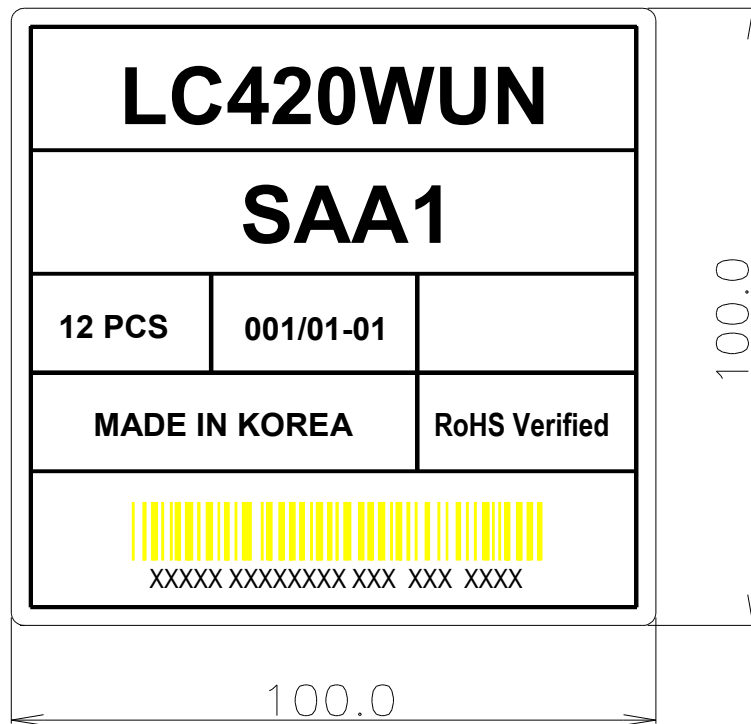 LC420WUN
SAA1
12 PCS 001/01-01
MADE IN KOREA RoHS Verified
XXXXX XXXXXXXX XXX XXX XXXX
100.0
100.0